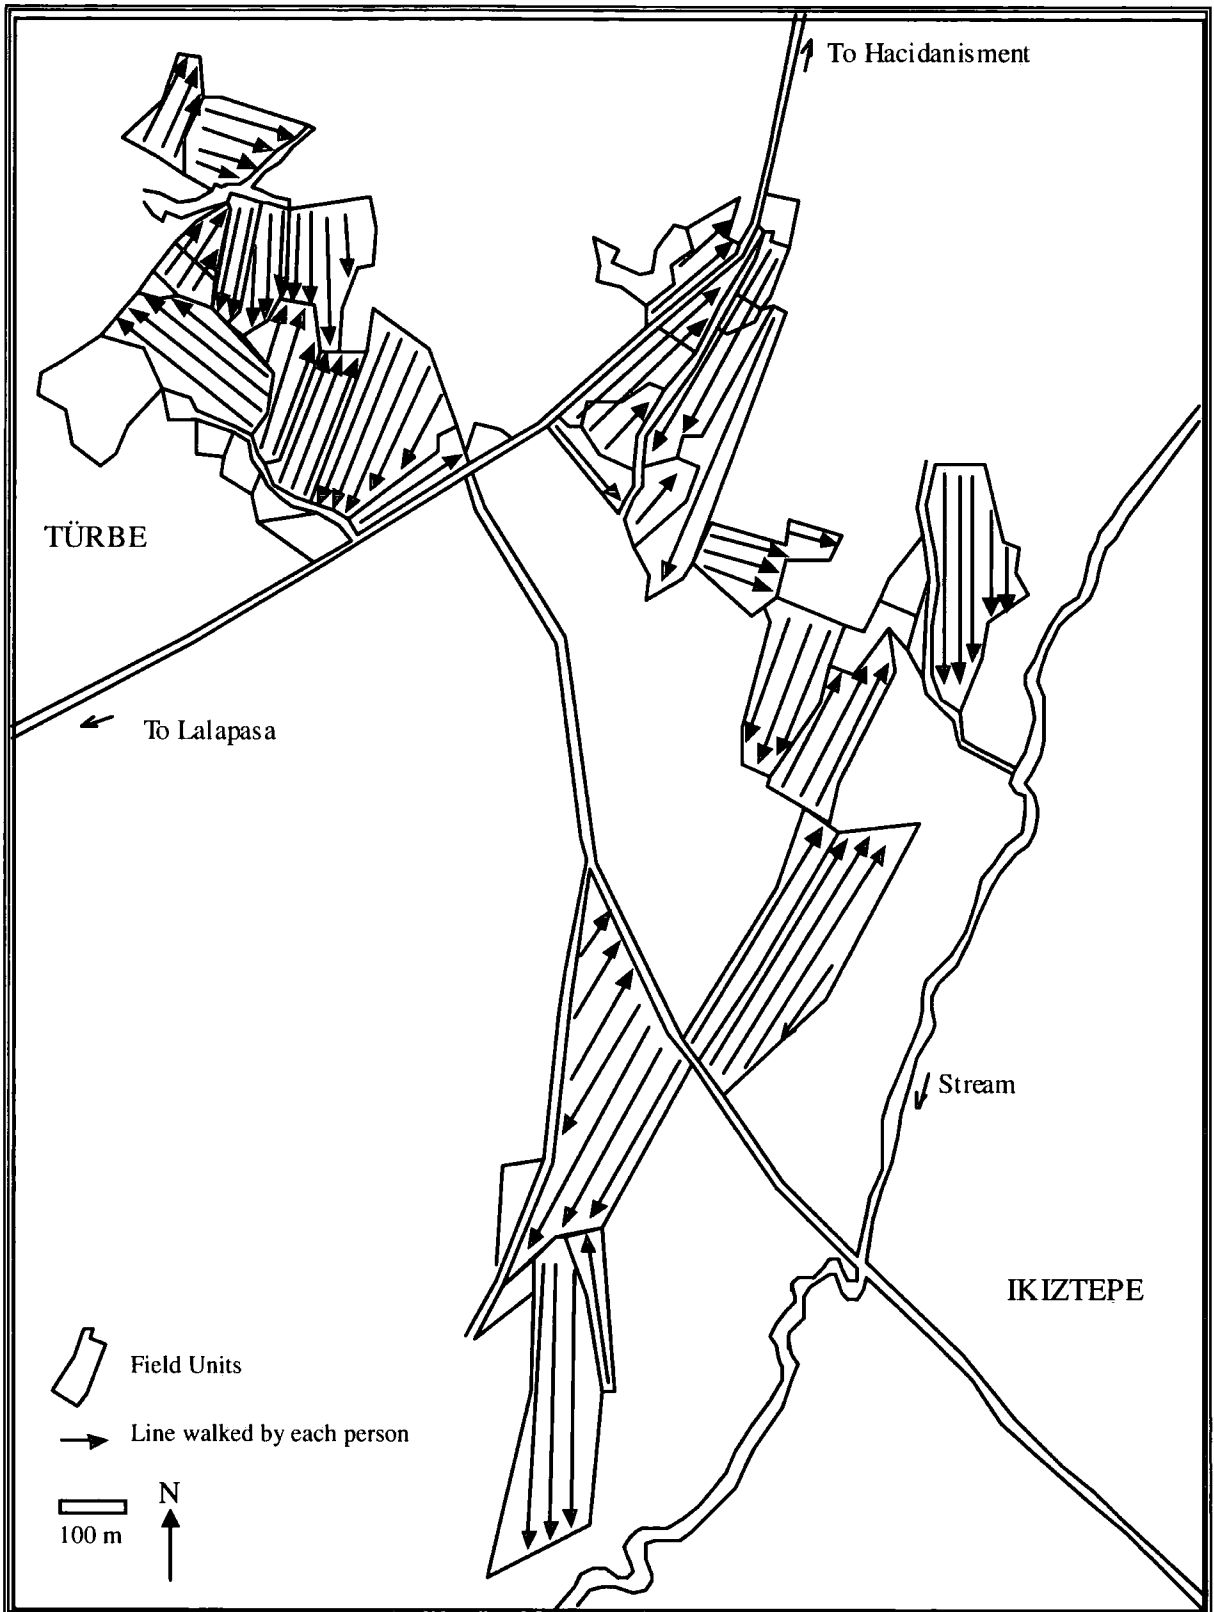 To Hacidanisment
TÜRBE
To Lalapasa
Stream
IKIZTEPE
Field Units
Line walked by each person
N
100 m